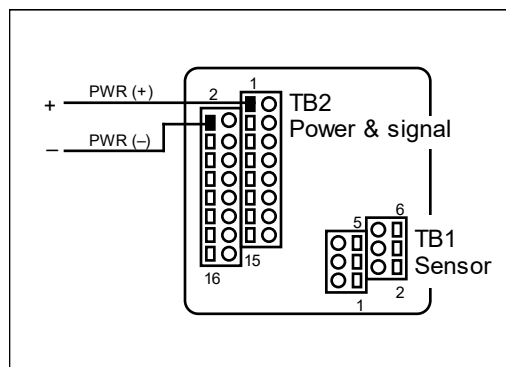 + PWR (+)
– PWR (–)
2 1
TB2
Power & signal
16 15
5 6
TB1
Sensor
1 2